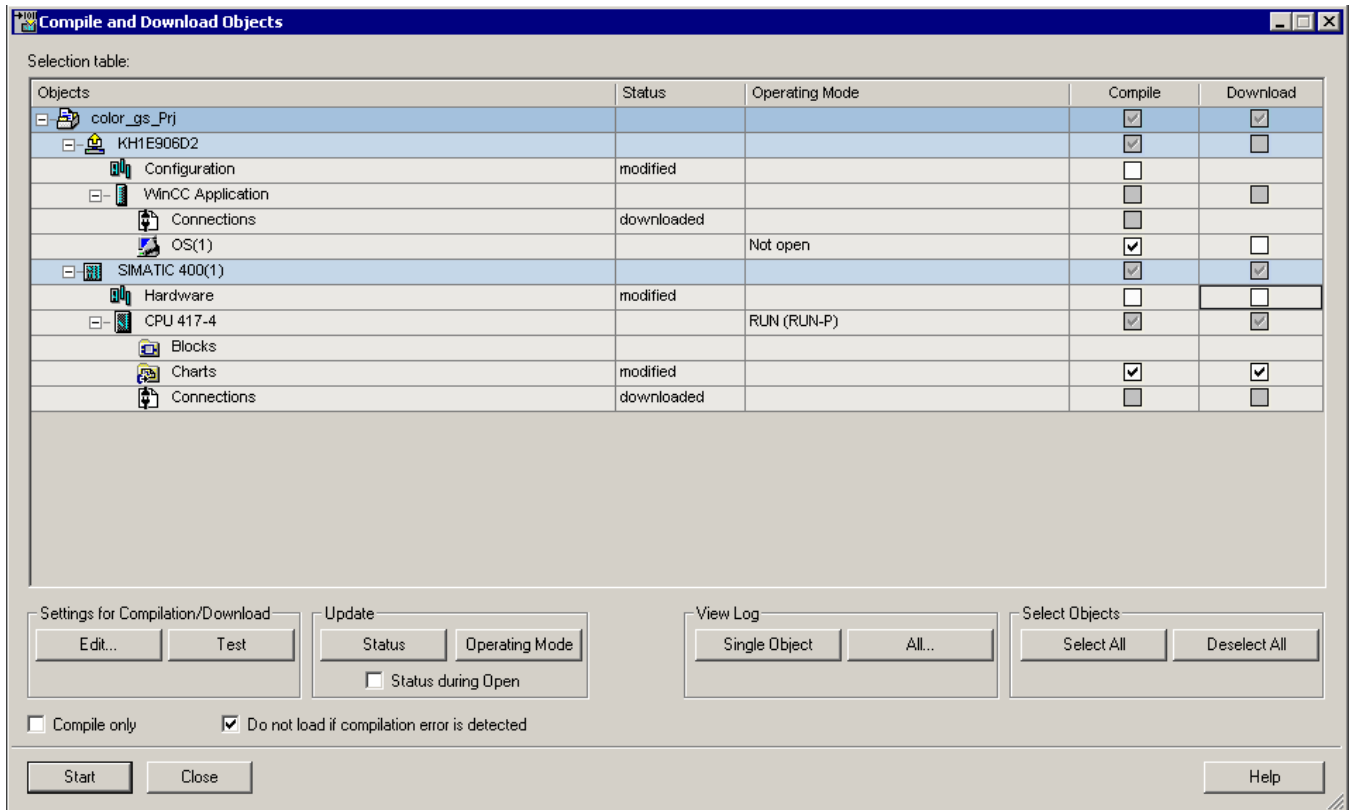 Compile and Download Objects
Selection table:
Objects Status Operating Mode Compile Download
color_gs_Prj
KH1E906D2
Configuration modified
WinCC Application
Connections downloaded
OS(1) Not open
SIMATIC 400(1)
Hardware modified
CPU 417-4 RUN (RUN-P)
Blocks
Charts modified
Connections downloaded
Settings for Compilation/Download Update View Log Select Objects
Edit... Test Status Operating Mode Single Object All... Select All Deselect All
Status during Open
Compile only Do not load if compilation error is detected
Start Close Help